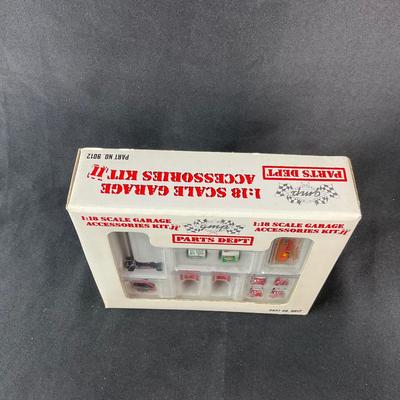 PART NO. 9012
1:18 SCALE GARAGE
ACCESSORIES KIT II
gmp
PARTS DEPT
1:18 SCALE GARAGE
ACCESSORIES KIT II
gmp
PARTS DEPT
1:18 SCALE GARAGE
ACCESSORIES KIT II
PART NO. 9012